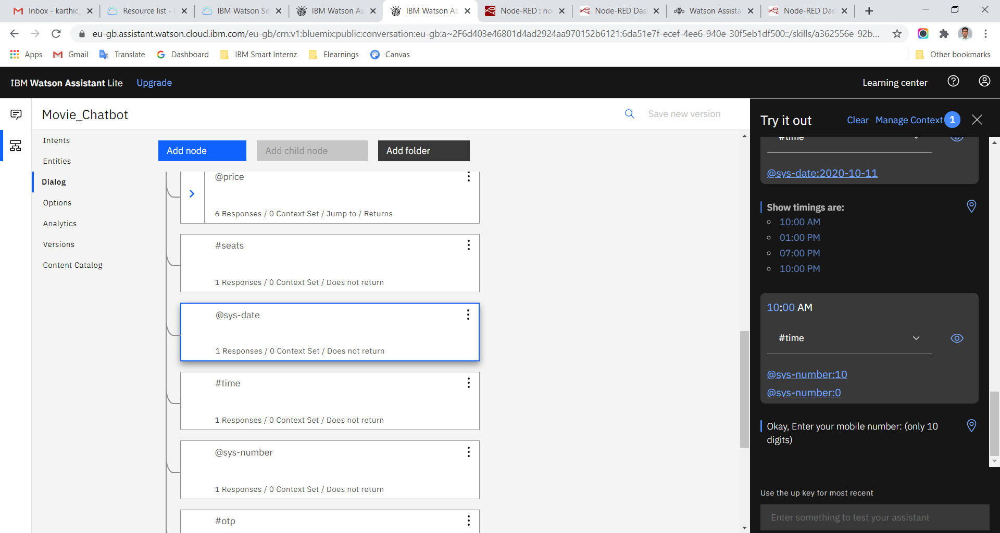 Inbox - karthic_
Resource list -
IBM Watson Se
IBM Watson As
IBM Watson As
Node-RED : no
Node-RED Das
Watson Assista
Node-RED Das
eu-gb.assistant.watson.cloud.ibm.com/eu-gb/crn:v1:bluemix:public:conversation:eu-gb:a~2F6d403e46801d4ad2924aa970152b6121:6da51e7f-ecef-4ee6-940e-30f5eb1df500::/skills/a362556e-92b...
Apps
Gmail
Translate
Dashboard
IBM Smart Internz
Elearnings
Canvas
Other bookmarks
IBM Watson Assistant Lite
Upgrade
Learning center
Movie_Chatbot
Save new version
Intents
Entities
Dialog
Options
Analytics
Versions
Content Catalog
Add node
Add child node
Add folder
@price
6 Responses / 0 Context Set / Jump to / Returns
#seats
1 Responses / 0 Context Set / Does not return
@sys-date
1 Responses / 0 Context Set / Does not return
#time
1 Responses / 0 Context Set / Does not return
@sys-number
1 Responses / 0 Context Set / Does not return
#otp
Try it out
Clear
Manage Context
1
#time
@sys-date:2020-10-11
Show timings are:
10:00 AM
01:00 PM
07:00 PM
10:00 PM
10:00 AM
#time
@sys-number:10
@sys-number:0
Okay, Enter your mobile number: (only 10
digits)
Use the up key for most recent
Enter something to test your assistant